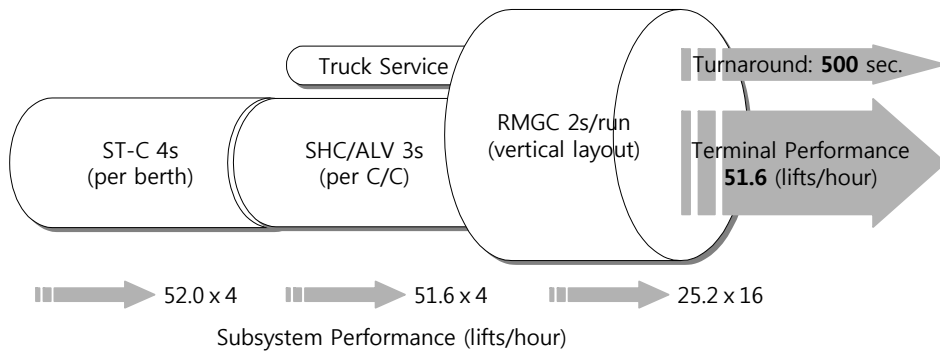 Truck Service
Turnaround: 500 sec.
ST-C 4s
(per berth)
SHC/ALV 3s
(per C/C)
RMGC 2s/run
(vertical layout)
Terminal Performance
51.6 (lifts/hour)
52.0 x 4
51.6 x 4
25.2 x 16
Subsystem Performance (lifts/hour)